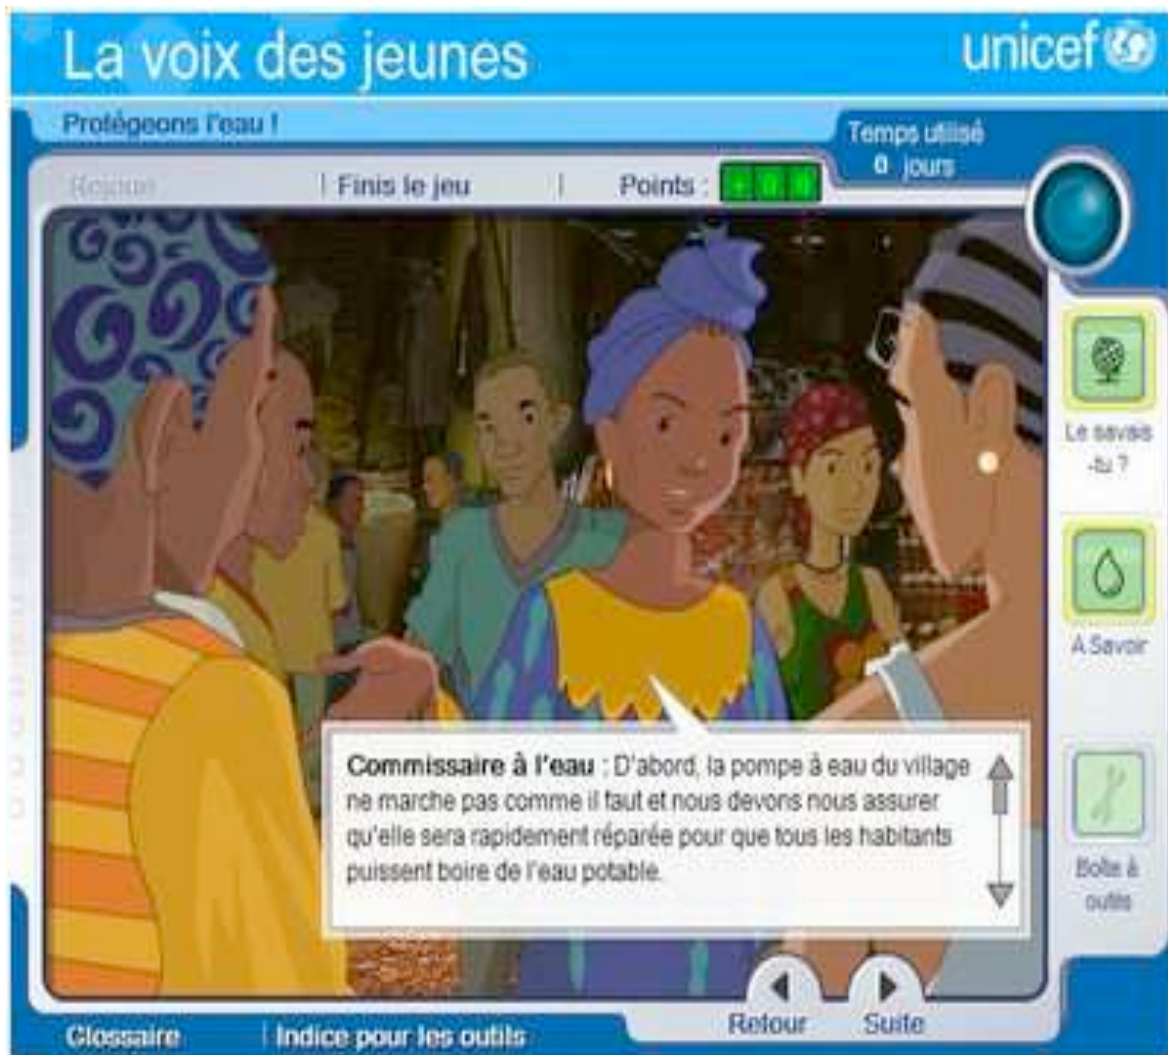 La voix des jeunes
unicef
Protégeons l'eau !
Temps utilisé
0 jours
Rejoue
Finis le jeu
Points :
Le savais
-tu ?
A Savoir
Commissaire à l'eau : D'abord, la pompe à eau du village
ne marche pas comme il faut et nous devons nous assurer
qu'elle sera rapidement réparée pour que tous les habitants
puissent boire de l'eau potable.
Boîte à
outils
Retour
Suite
Glossaire
Indice pour les outils